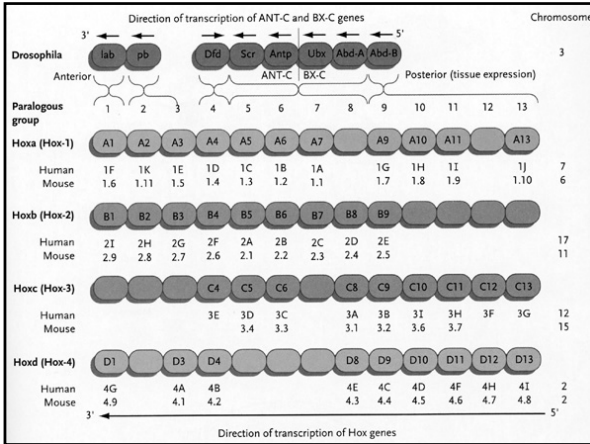 Direction of transcription of ANT-C and BX-C genes
Chromosome
3' 5'
Drosophila lab pb Dfd Scr Antp Ubx Abd-A Abd-B 3
Anterior ANT-C BX-C Posterior (tissue expression)
Paralogous group 1 2 3 4 5 6 7 8 9 10 11 12 13
Hoxa (Hox-1) A1 A2 A3 A4 A5 A6 A7 A9 A10 A11 A13
Human 1F 1K 1E 1D 1C 1B 1A 1G 1H 1I 1J 7
Mouse 1.6 1.11 1.5 1.4 1.3 1.2 1.1 1.7 1.8 1.9 1.10 6
Hoxb (Hox-2) B1 B2 B3 B4 B5 B6 B7 B8 B9
Human 2I 2H 2G 2F 2A 2B 2C 2D 2E 17
Mouse 2.9 2.8 2.7 2.6 2.1 2.2 2.3 2.4 2.5 11
Hoxc (Hox-3) C4 C5 C6 C8 C9 C10 C11 C12 C13
Human 3E 3D 3C 3A 3B 3I 3H 3F 3G 12
Mouse 3.4 3.3 3.1 3.2 3.6 3.7 15
Hoxd (Hox-4) D1 D3 D4 D8 D9 D10 D11 D12 D13
Human 4G 4A 4B 4E 4C 4D 4F 4H 4I 2
Mouse 4.9 4.1 4.2 4.3 4.4 4.5 4.6 4.7 4.8 2
3' 5'
Direction of transcription of Hox genes